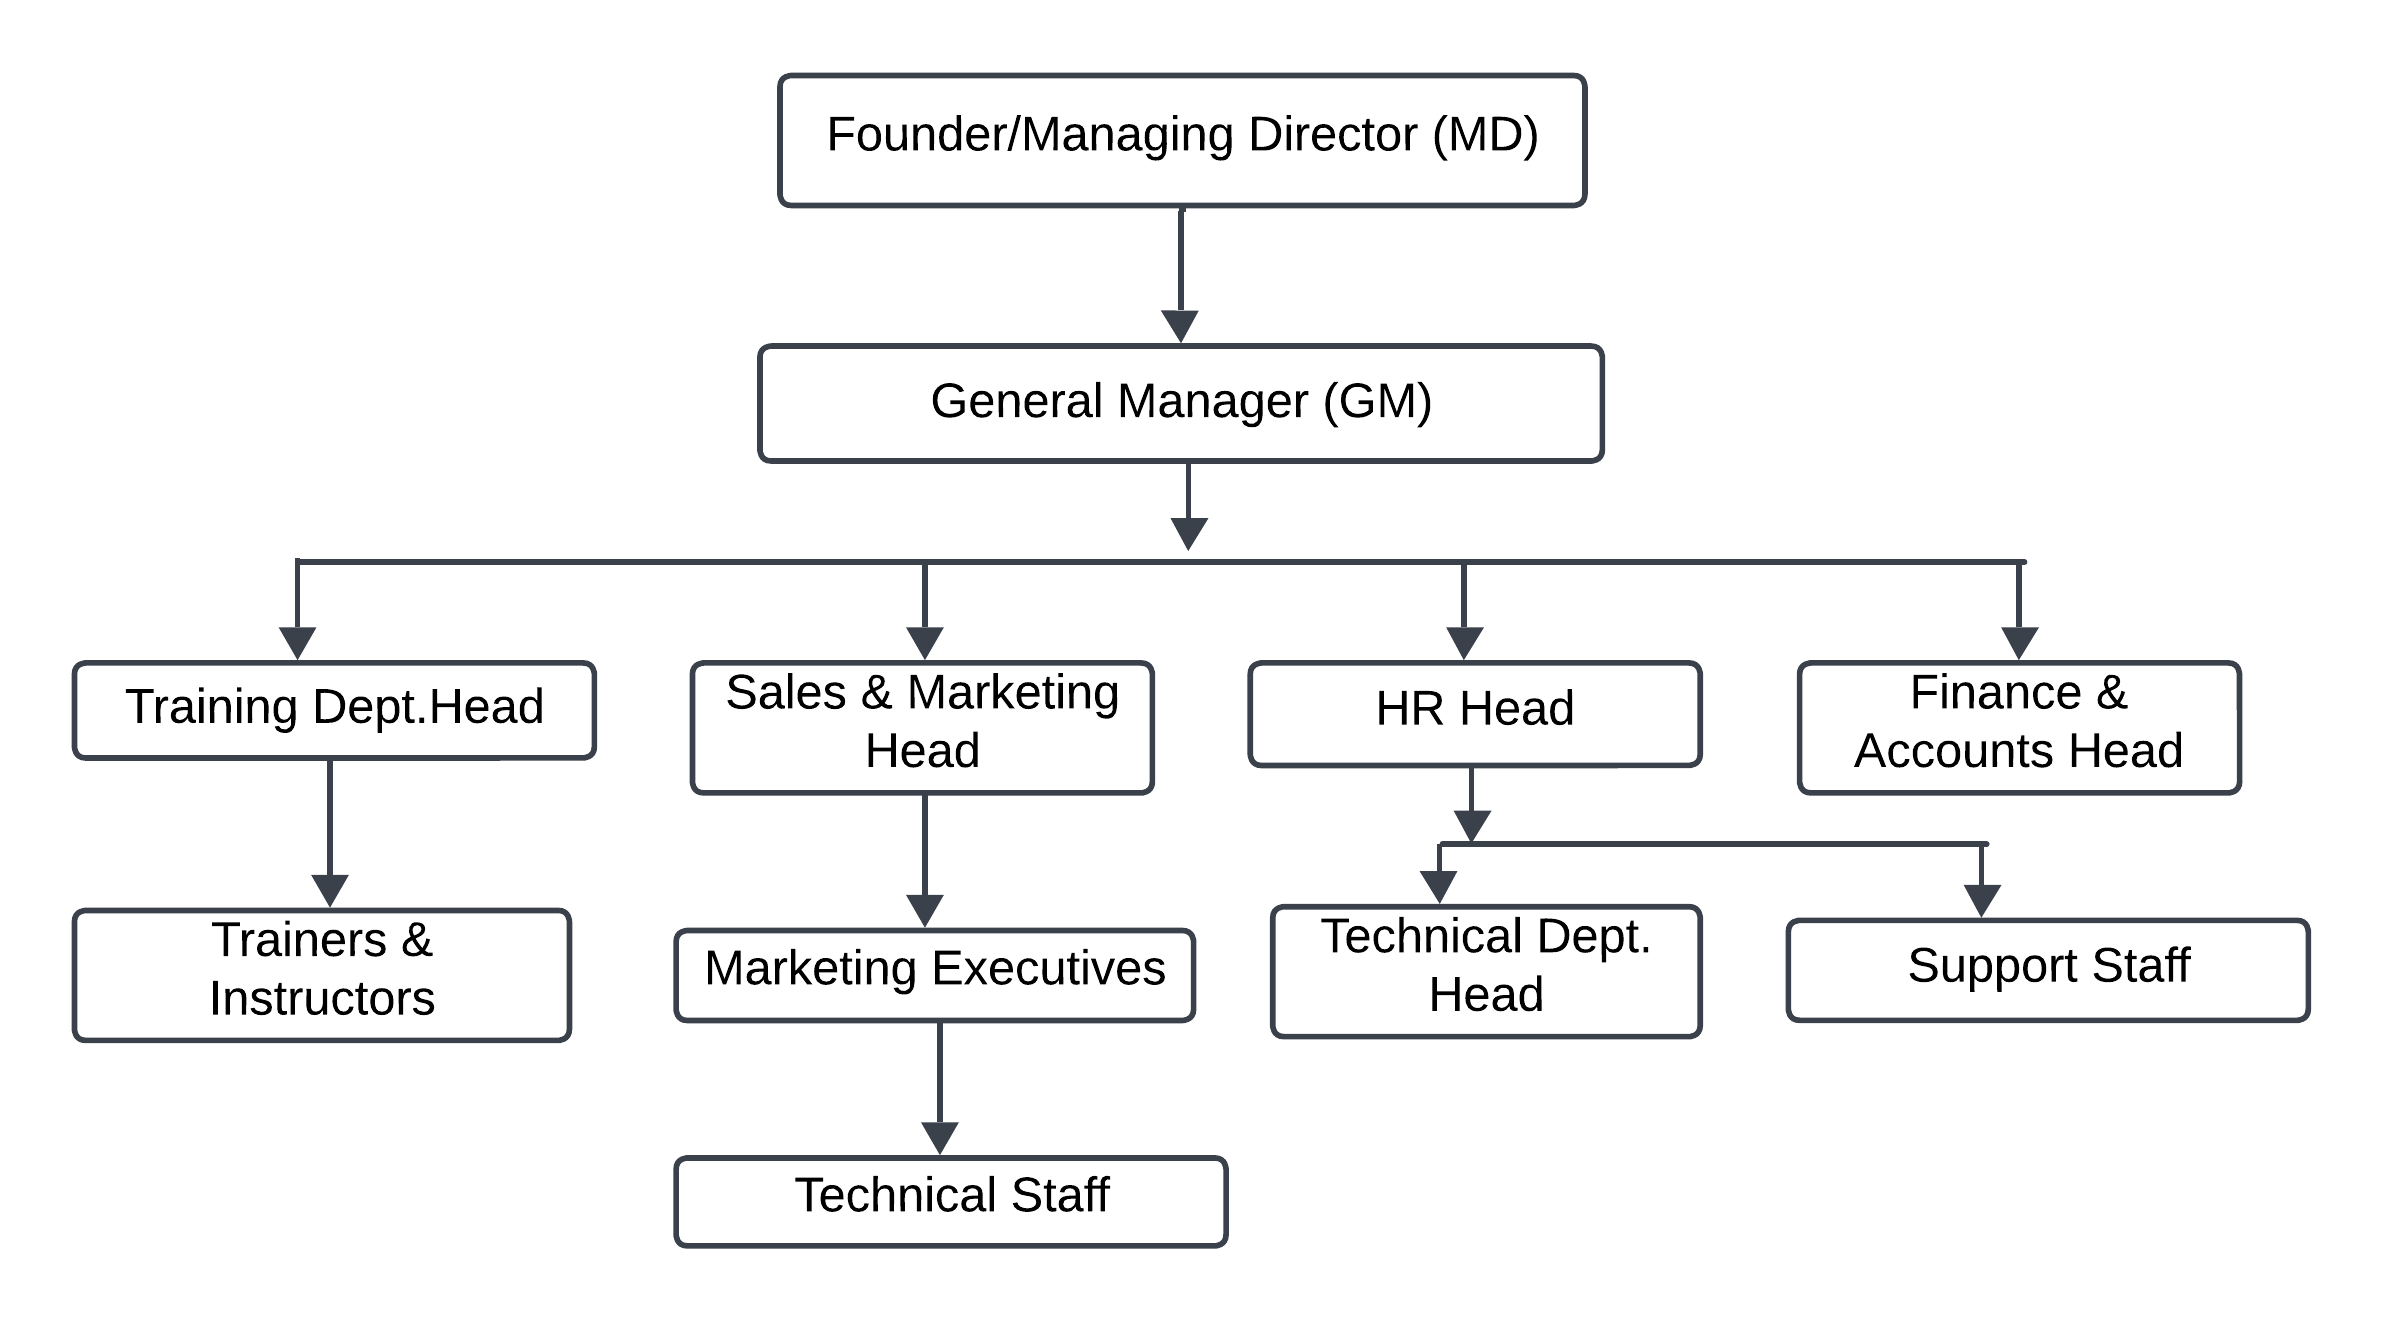 Founder/Managing Director (MD)
General Manager (GM)
Training Dept.Head
Sales & Marketing
Head
HR Head
Finance &
Accounts Head
Trainers &
Instructors
Marketing Executives
Technical Dept.
Head
Support Staff
Technical Staff